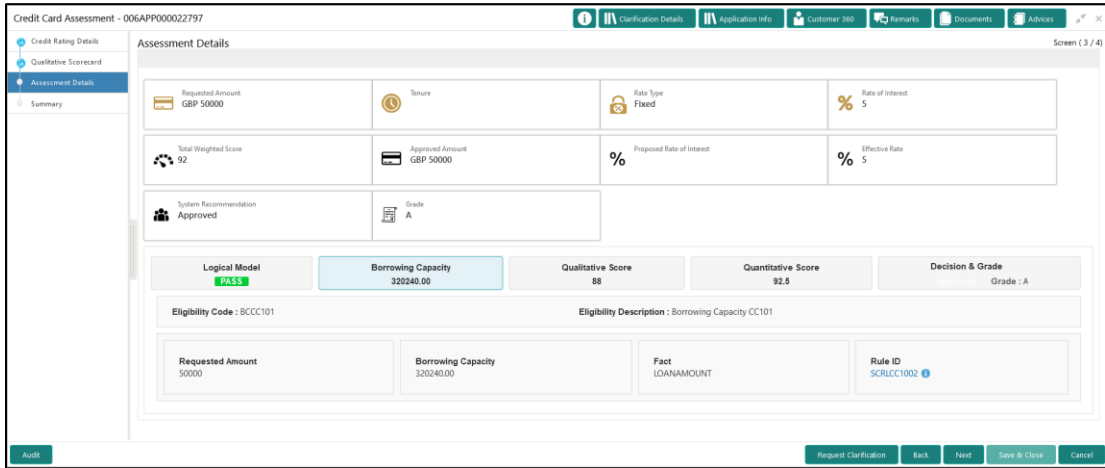 Credit Card Assessment - 006APP000022797
Clarification Details
Application Info
Customer 360
Remarks
Documents
Advices
Credit Rating Details
Qualitative Scorecard
Assessment Details
Summary
Assessment Details
Screen ( 3 / 4)
Requested Amount
GBP 50000
Tenure
Rate Type
Fixed
Rate of Interest
5
Total Weighted Score
92
Approved Amount
GBP 50000
Proposed Rate of Interest
Effective Rate
5
System Recommendation
Approved
Grade
A
Logical Model
PASS
Borrowing Capacity
320240.00
Qualitative Score
88
Quantitative Score
92.5
Decision & Grade
Grade : A
Eligibility Code : BCCC101
Eligibility Description : Borrowing Capacity CC101
Requested Amount
50000
Borrowing Capacity
320240.00
Fact
LOANAMOUNT
Rule ID
SCRLCC1002
Audit
Request Clarification
Back
Next
Save & Close
Cancel